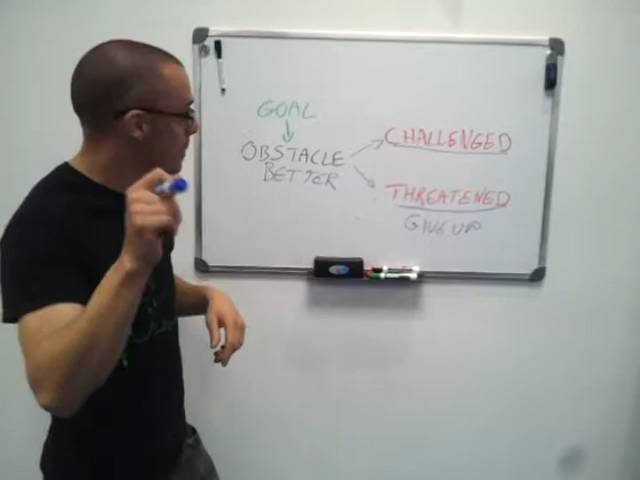 GOAL
OBSTACLE
BETTER
CHALLENGED
THREATENED
GIVE UP